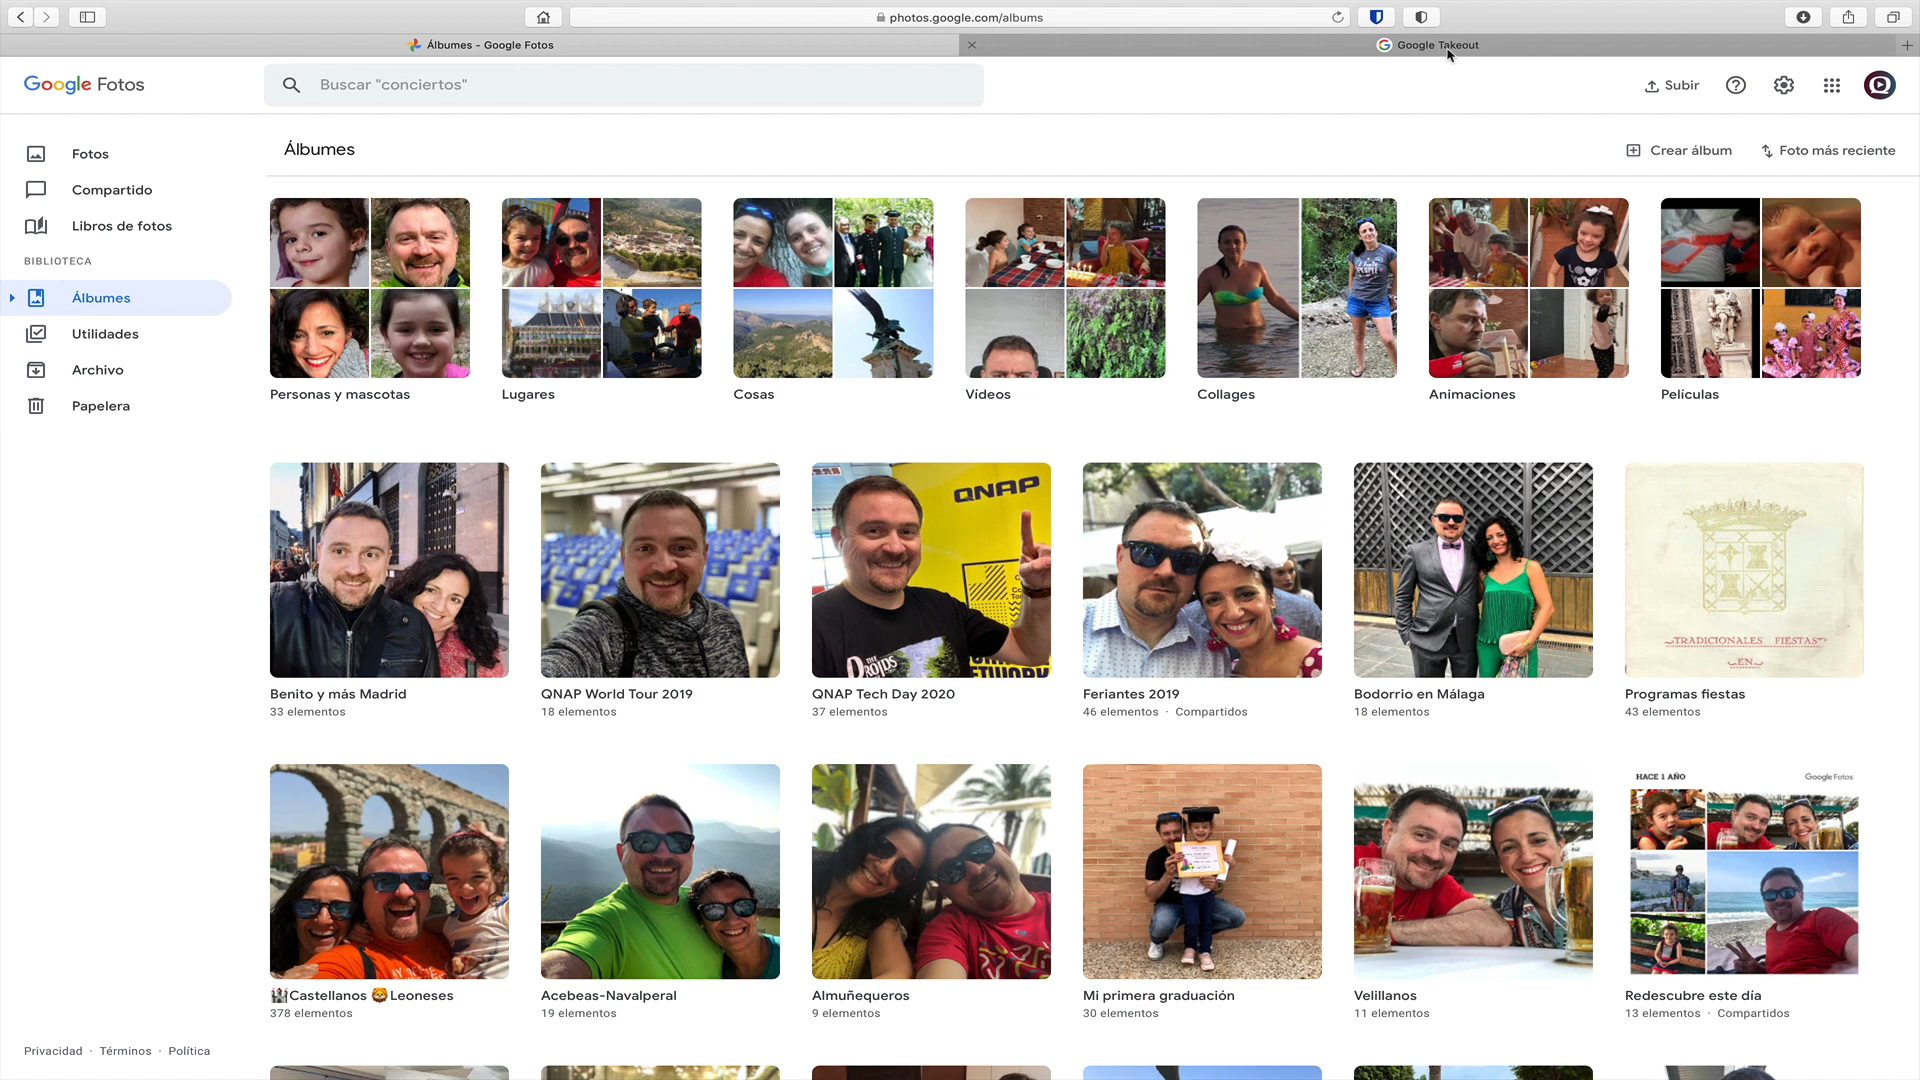 photos.google.com/albums
Álbumes - Google Fotos
Google Takeout
Google Fotos
Buscar "conciertos"
Subir
Fotos
Compartido
Libros de fotos
BIBLIOTECA
Álbumes
Utilidades
Archivo
Papelera
Álbumes
Crear álbum
Foto más reciente
Personas y mascotas
Lugares
Cosas
Vídeos
Collages
Animaciones
Películas
QNAP
THE DROIDS
TRADICIONALES FIESTAS
EN
Benito y más Madrid
33 elementos
QNAP World Tour 2019
18 elementos
QNAP Tech Day 2020
37 elementos
Feriantes 2019
46 elementos · Compartidos
Bodorrio en Málaga
18 elementos
Programas fiestas
43 elementos
HACE 1 AÑO
Google Fotos
🏰Castellanos 🦁Leoneses
378 elementos
Acebeas-Navalperal
19 elementos
Almuñequeros
9 elementos
Mi primera graduación
30 elementos
Velillanos
11 elementos
Redescubre este día
13 elementos · Compartidos
Privacidad · Términos · Política